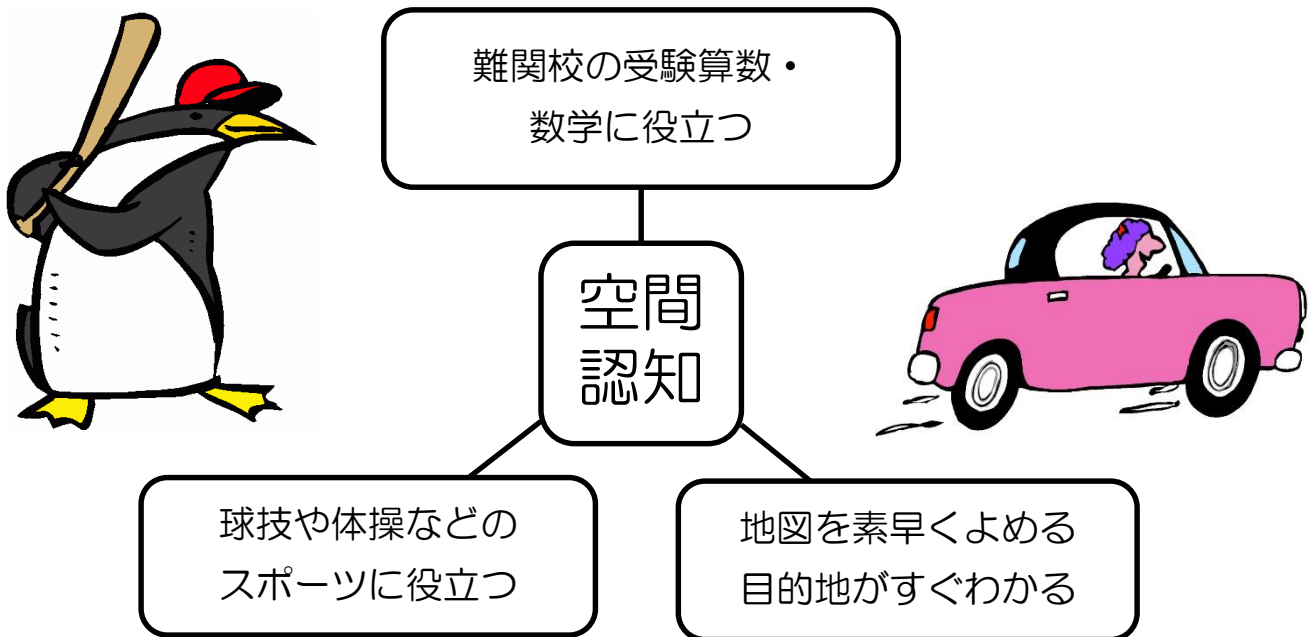 難関校の受験算数・
数学に役立つ
空間
認知
球技や体操などの
スポーツに役立つ
地図を素早くよめる
目的地がすぐわかる